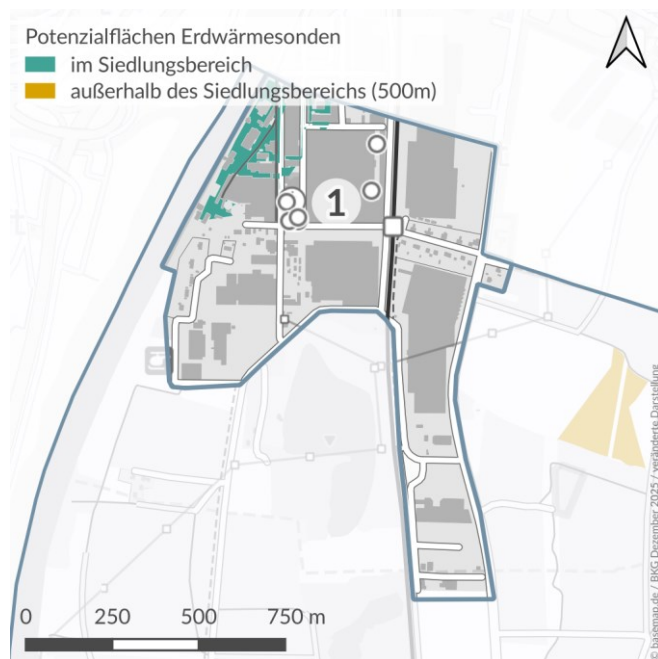 Potenzialflächen Erdwärmesonden
im Siedlungsbereich
außerhalb des Siedlungsbereichs (500m)
1
0 250 500 750 m
© basemap.de / BKG Dezember 2025 / veränderte Darstellung